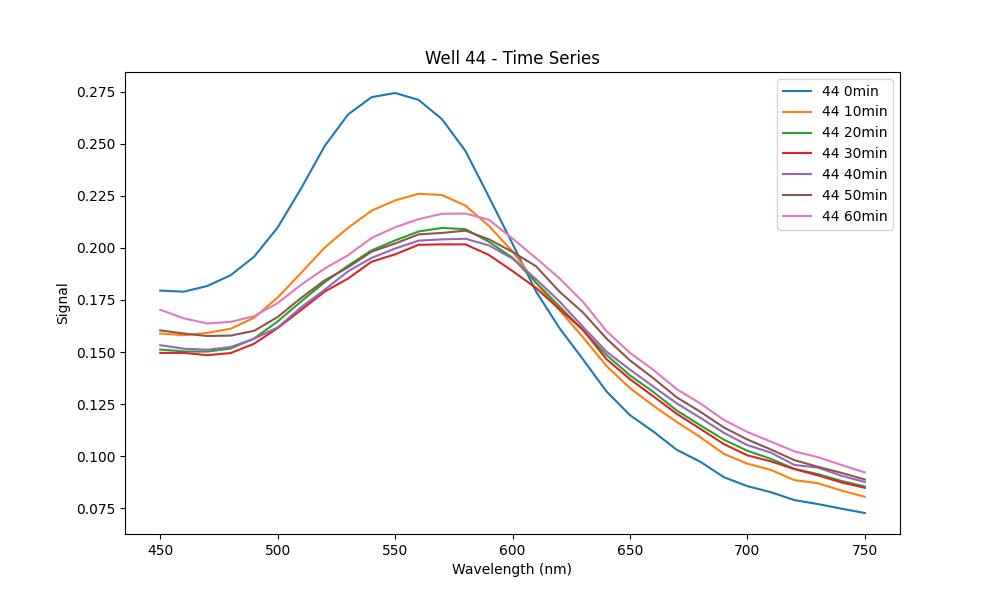 Well 44 - Time Series
Signal
0.275
0.250
0.225
0.200
0.175
0.150
0.125
0.100
0.075
44 0min
44 10min
44 20min
44 30min
44 40min
44 50min
44 60min
450 500 550 600 650 700 750
Wavelength (nm)